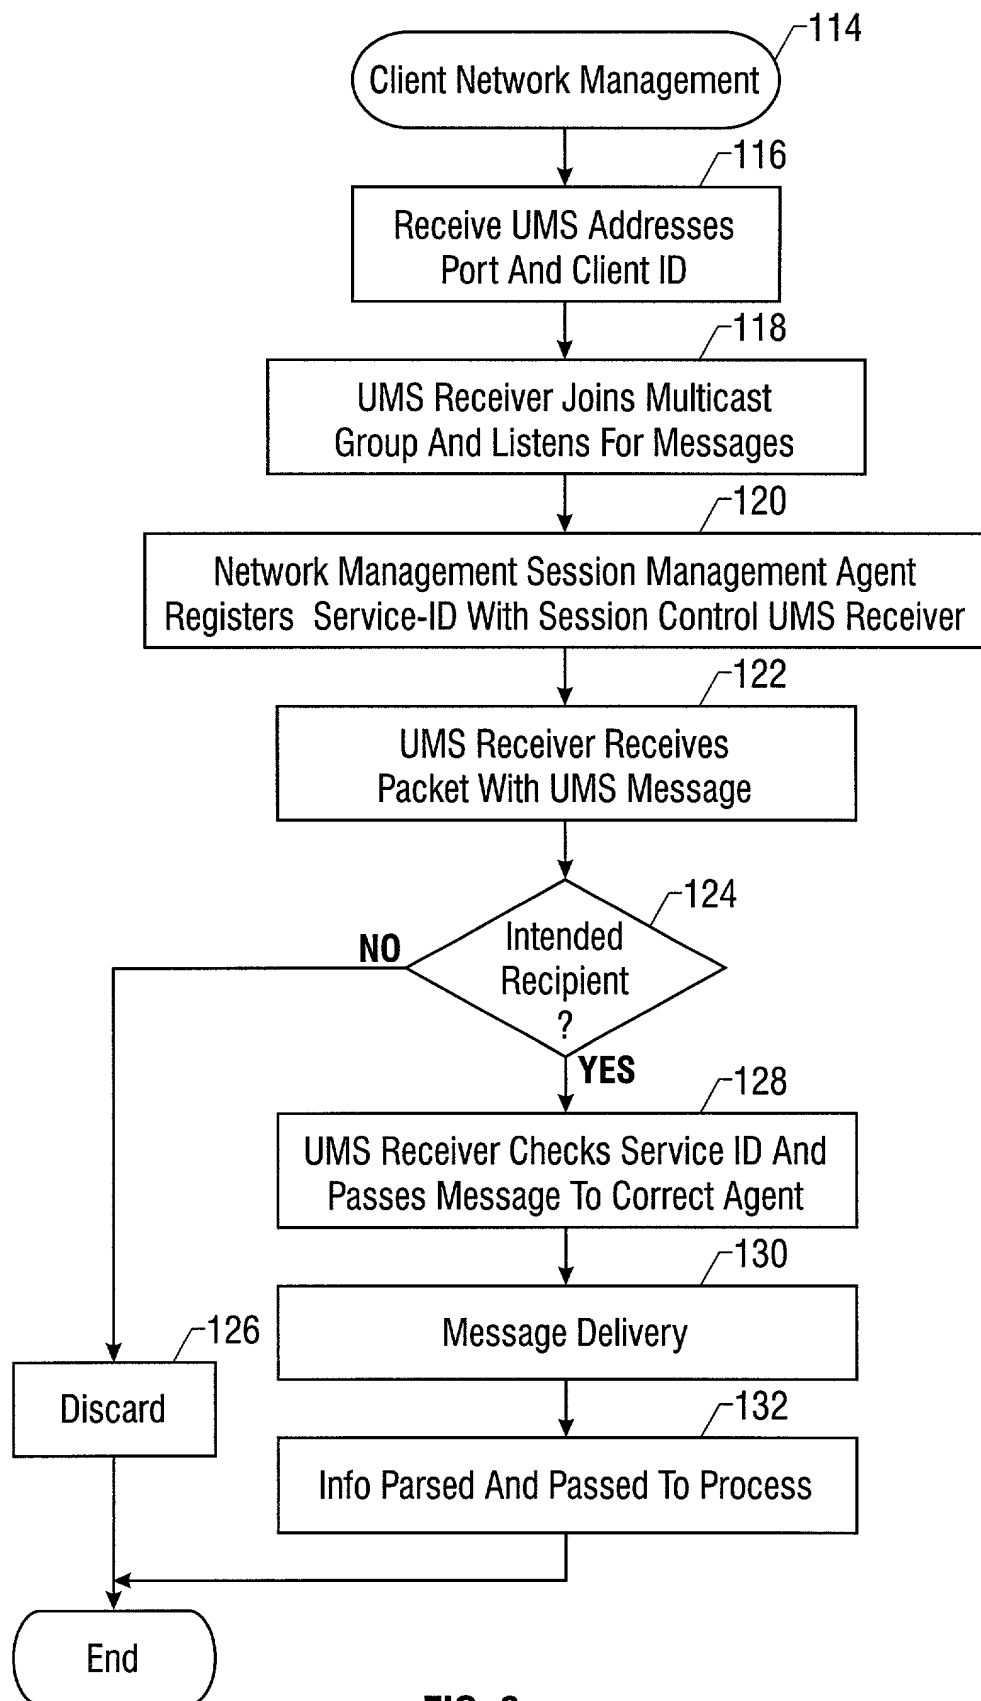 114
Client Network Management
116
Receive UMS Addresses
Port And Client ID
118
UMS Receiver Joins Multicast
Group And Listens For Messages
120
Network Management Session Management Agent
Registers Service-ID With Session Control UMS Receiver
122
UMS Receiver Receives
Packet With UMS Message
124
Intended
Recipient
?
NO
YES
128
UMS Receiver Checks Service ID And
Passes Message To Correct Agent
130
Message Delivery
126
Discard
132
Info Parsed And Passed To Process
End